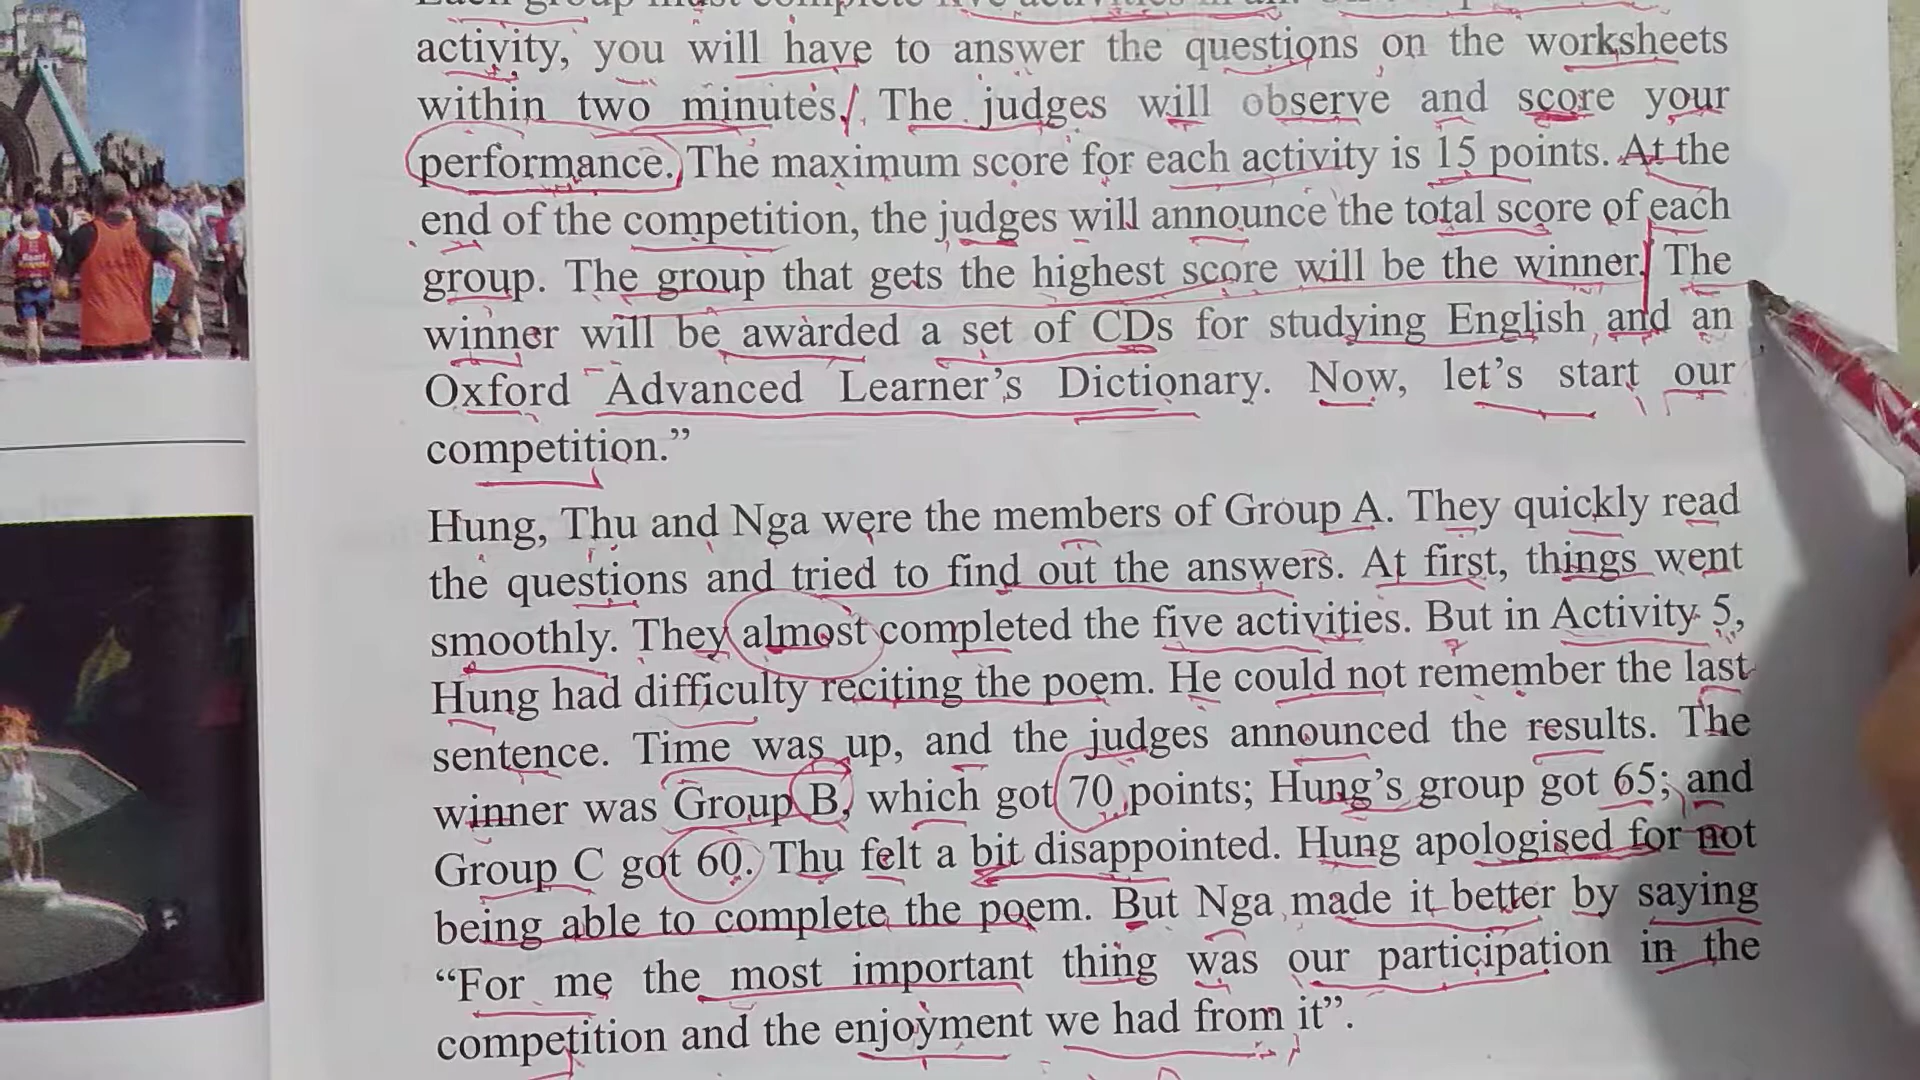 Each group must complete five activities in all.
activity, you will have to answer the questions on the worksheets
within two minutes. The judges will observe and score your
performance. The maximum score for each activity is 15 points. At the
end of the competition, the judges will announce the total score of each
group. The group that gets the highest score will be the winner. The
winner will be awarded a set of CDs for studying English and an
Oxford Advanced Learner’s Dictionary. Now, let’s start our
competition.”
Hung, Thu and Nga were the members of Group A. They quickly read
the questions and tried to find out the answers. At first, things went
smoothly. They almost completed the five activities. But in Activity 5,
Hung had difficulty reciting the poem. He could not remember the last
sentence. Time was up, and the judges announced the results. The
winner was Group B, which got 70 points; Hung’s group got 65; and
Group C got 60. Thu felt a bit disappointed. Hung apologised for not
being able to complete the poem. But Nga made it better by saying
“For me the most important thing was our participation in the
competition and the enjoyment we had from it”.